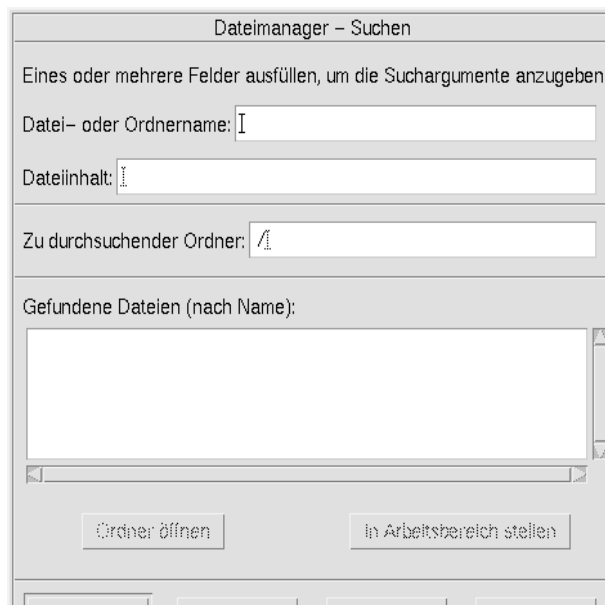 Dateimanager – Suchen
Eines oder mehrere Felder ausfüllen, um die Suchargumente anzugeben
Datei– oder Ordnername:
Dateiinhalt:
Zu durchsuchender Ordner: /
Gefundene Dateien (nach Name):
Ordner öffnen
In Arbeitsbereich stellen